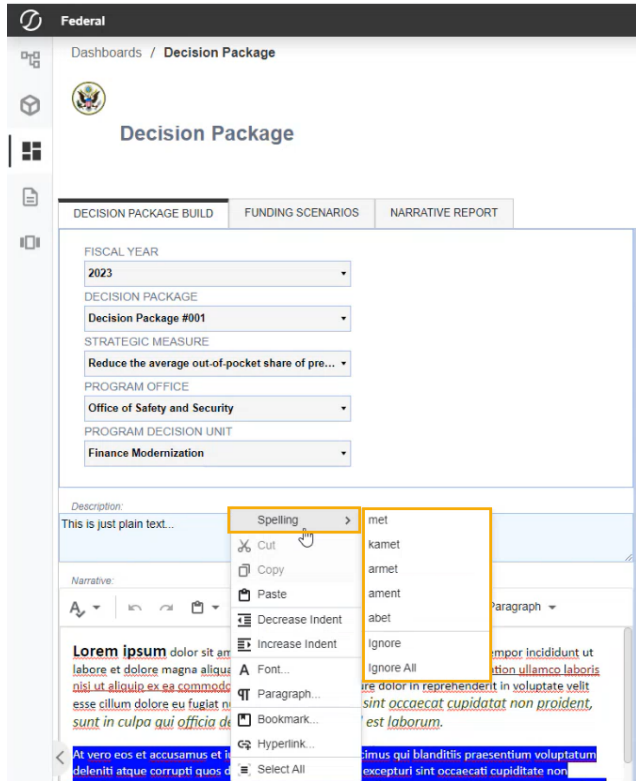 Federal
Dashboards / Decision Package
Decision Package
DECISION PACKAGE BUILD
FUNDING SCENARIOS
NARRATIVE REPORT
FISCAL YEAR
2023
DECISION PACKAGE
Decision Package #001
STRATEGIC MEASURE
Reduce the average out-of-pocket share of pre...
PROGRAM OFFICE
Office of Safety and Security
PROGRAM DECISION UNIT
Finance Modernization
Description:
This is just plain text...
Spelling
Cut
Copy
Paste
Decrease Indent
Increase Indent
Font...
Paragraph...
Bookmark...
Hyperlink...
Select All
met
kamet
armet
ament
abet
Ignore
Ignore All
Narrative:
Paragraph
Lorem ipsum dolor sit am tempor incididunt ut
labore et dolore magna aliqua ullamco laboris
nisl ut aliquip ex ea commodo dolor in reprehenderit in voluptate velit
esse cillum dolore eu fugiat sint occaecat cupidatat non proident,
sunt in culpa qui officia de est laborum.
At vero eos et accusamus et qui blanditiis praesentium voluptatum
deleniti atque corrupti quos excepturi sint occaecati cupiditate non